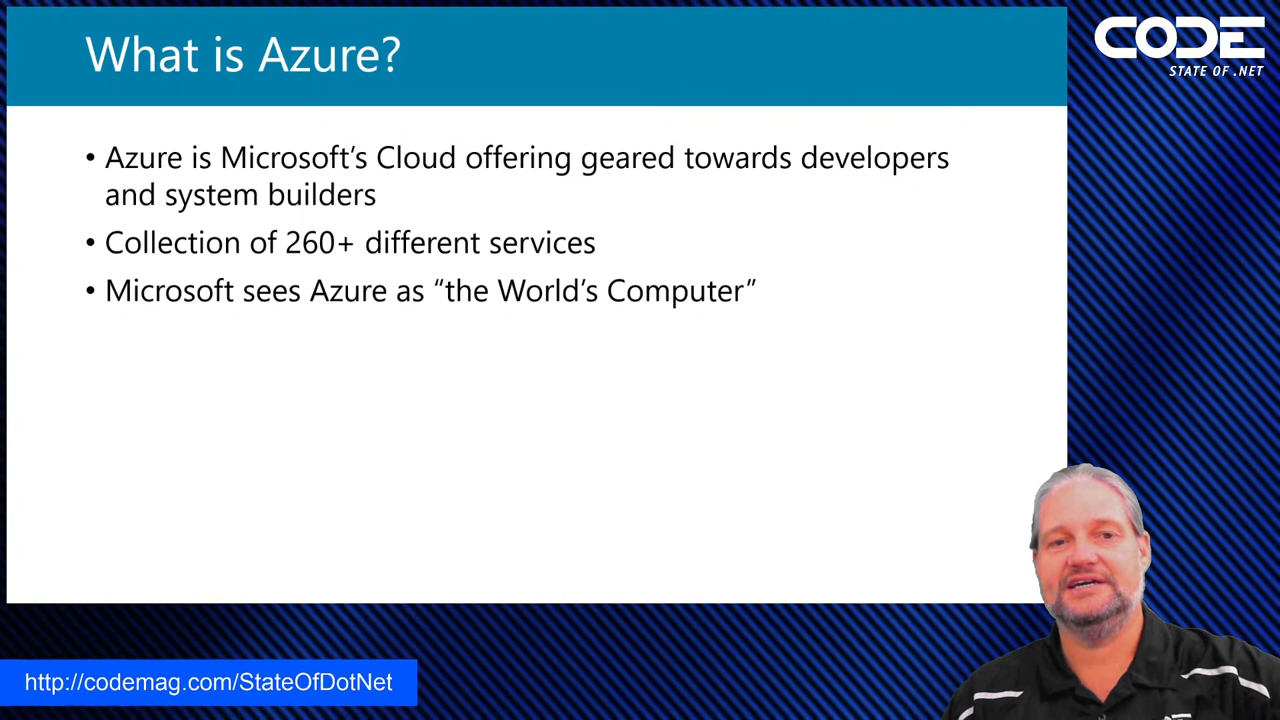 What is Azure?
CODE
STATE OF .NET
• Azure is Microsoft’s Cloud offering geared towards developers
and system builders
• Collection of 260+ different services
• Microsoft sees Azure as “the World’s Computer”
http://codemag.com/StateOfDotNet